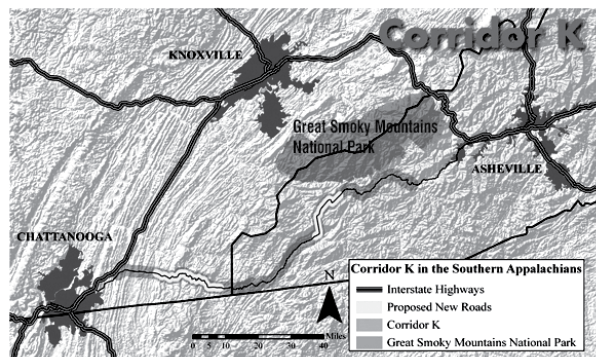 Corridor K
KNOXVILLE
Great Smoky Mountains
National Park
ASHEVILLE
CHATTANOOGA
N
Miles
0 5 10 20 30 40
Corridor K in the Southern Appalachians
Interstate Highways
Proposed New Roads
Corridor K
Great Smoky Mountains National Park